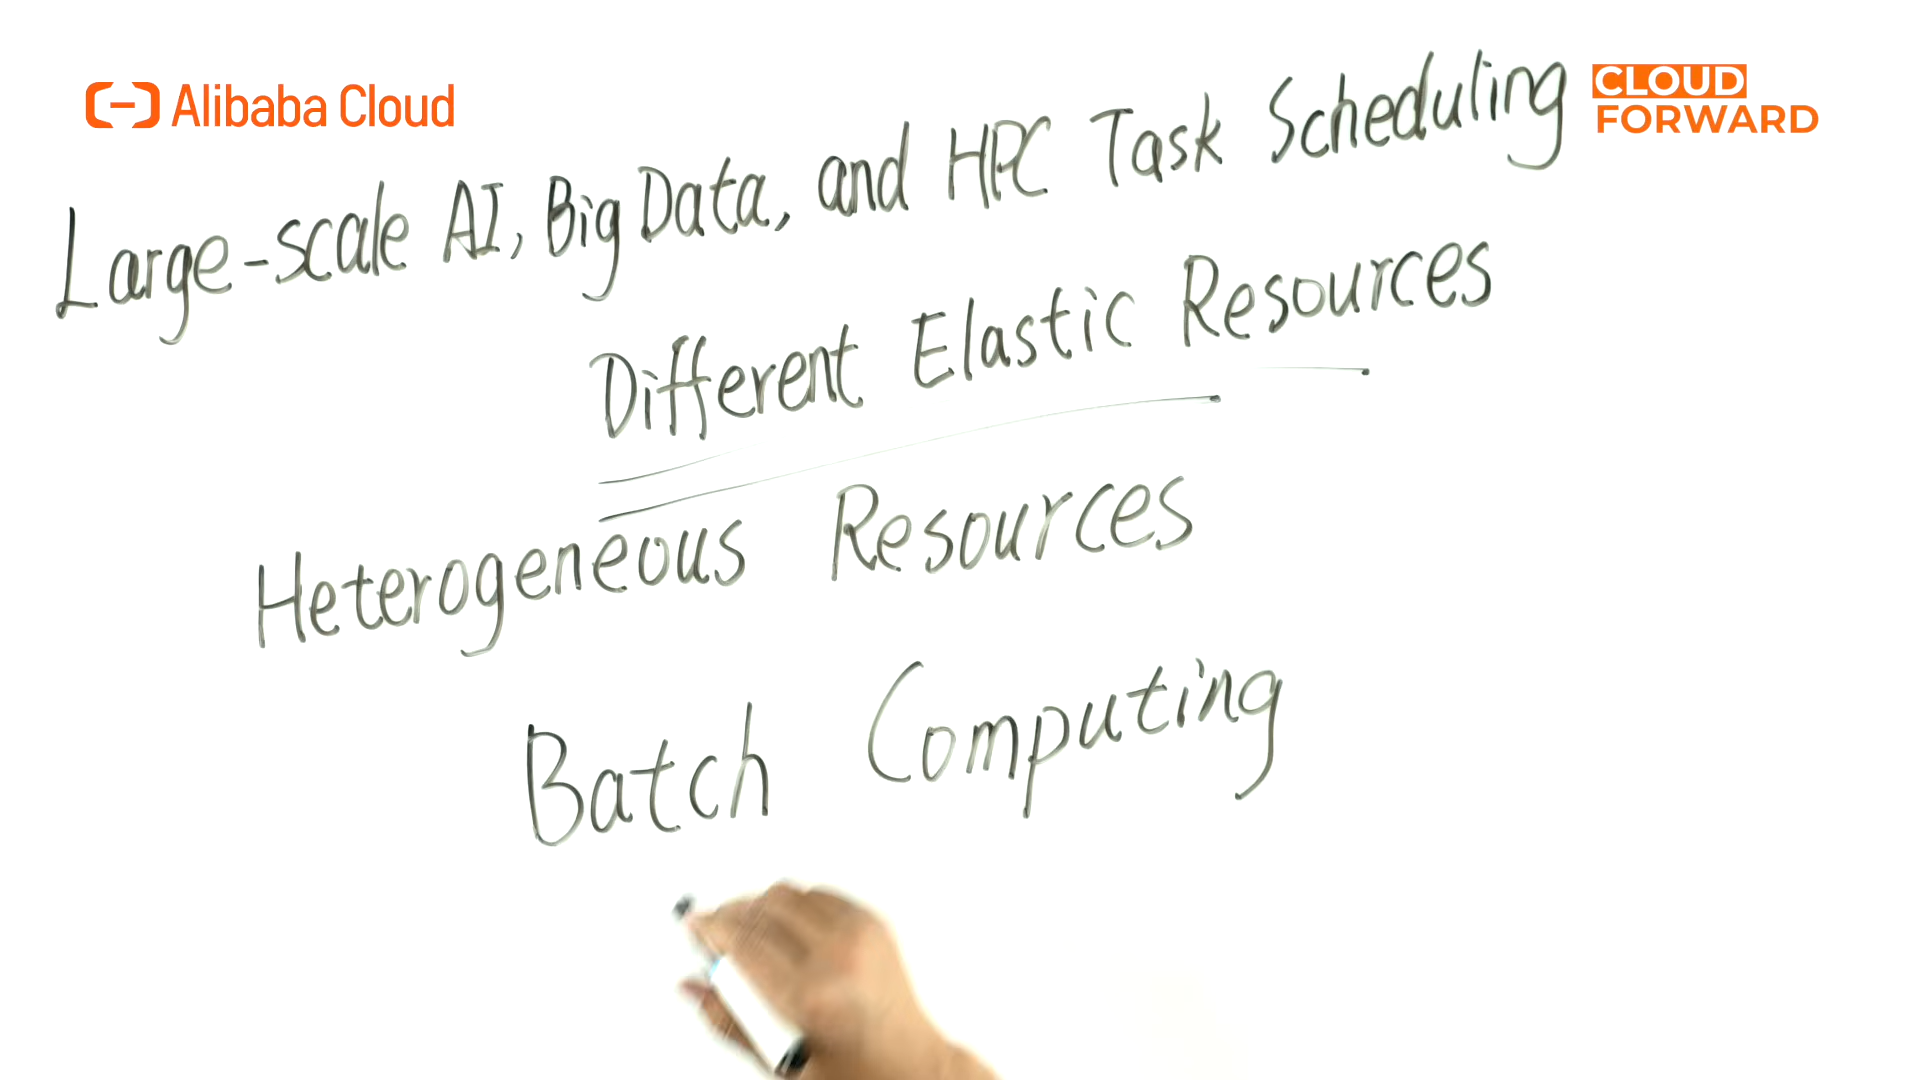 Alibaba Cloud
CLOUD
FORWARD
Large-scale AI, Big Data, and HPC Task Scheduling
Different Elastic Resources
Heterogeneous Resources
Batch Computing